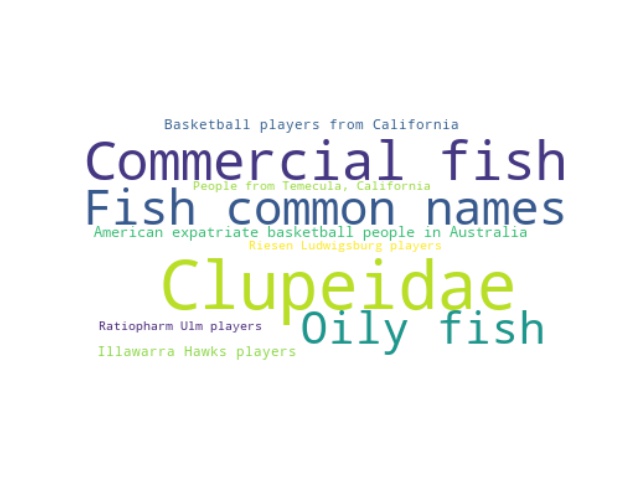 Basketball players from California
Commercial fish
People from Temecula, California
Fish common names
American expatriate basketball people in Australia
Riesen Ludwigsburg players
Clupeidae
Ratiopharm Ulm players
Oily fish
Illawarra Hawks players